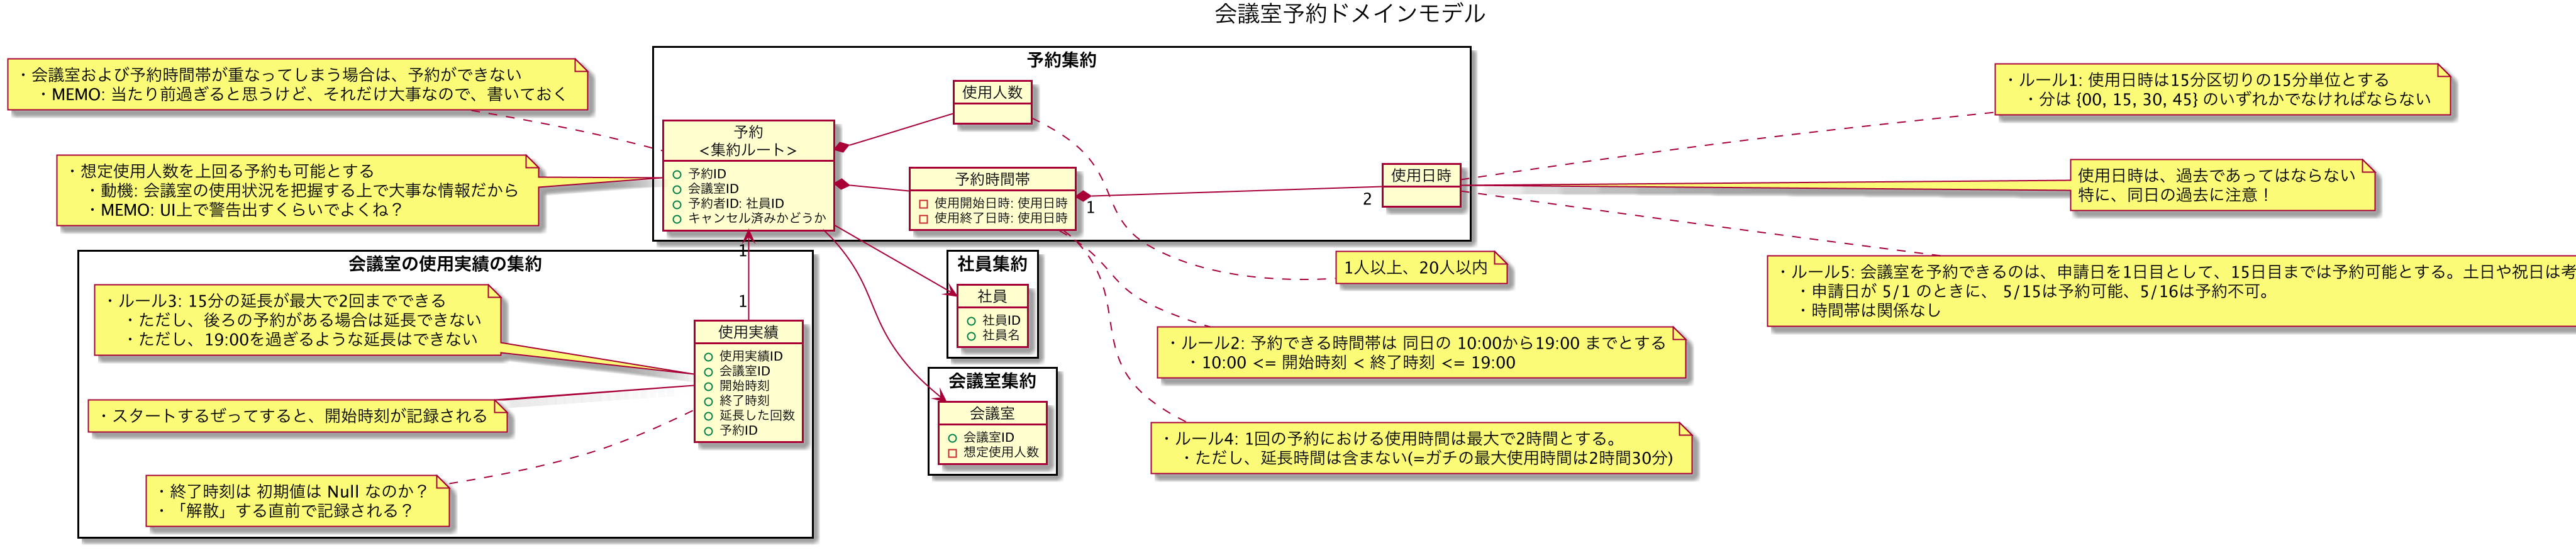 会議室予約ドメインモデル
予約集約
・会議室および予約時間帯が重なってしまう場合は、予約ができない
・MEMO: 当たり前過ぎると思うけど、それだけ大事なので、書いておく
・想定使用人数を上回る予約も可能とする
・動機: 会議室の使用状況を把握する上で大事な情報だから
・MEMO: UI上で警告出すくらいでよくね？
予約
<集約ルート>
予約ID
会議室ID
予約者ID: 社員ID
キャンセル済みかどうか
使用人数
予約時間帯
使用開始日時: 使用日時
使用終了日時: 使用日時
1
2
使用日時
・ルール1: 使用日時は15分区切りの15分単位とする
・分は {00, 15, 30, 45} のいずれかでなければならない
使用日時は、過去であってはならない
特に、同日の過去に注意！
・ルール5: 会議室を予約できるのは、申請日を1日目として、15日目までは予約可能とする。土日や祝日は考
・申請日が 5/1 のときに、 5/15は予約可能、5/16は予約不可。
・時間帯は関係なし
1人以上、20人以内
・ルール2: 予約できる時間帯は 同日の 10:00から19:00 までとする
・10:00 <= 開始時刻 < 終了時刻 <= 19:00
・ルール4: 1回の予約における使用時間は最大で2時間とする。
・ただし、延長時間は含まない(=ガチの最大使用時間は2時間30分)
社員集約
社員
社員ID
社員名
会議室集約
会議室
会議室ID
想定使用人数
会議室の使用実績の集約
1
1
・ルール3: 15分の延長が最大で2回までできる
・ただし、後ろの予約がある場合は延長できない
・ただし、19:00を過ぎるような延長はできない
・スタートするぜってすると、開始時刻が記録される
・終了時刻は 初期値は Null なのか？
・「解散」する直前で記録される？
使用実績
使用実績ID
会議室ID
開始時刻
終了時刻
延長した回数
予約ID